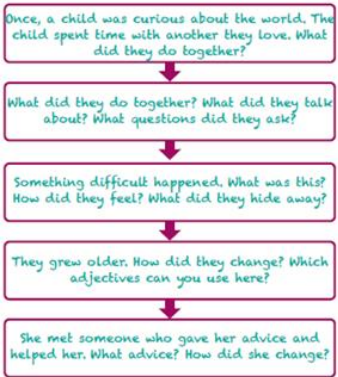 Once, a child was curious about the world. The
child spent time with another they love. What
did they do together?
What did they do together? What did they talk
about? What questions did they ask?
Something difficult happened. What was this?
How did they feel? What did they hide away?
They grew older. How did they change? Which
adjectives can you use here?
She met someone who gave her advice and
helped her. What advice? How did she change?